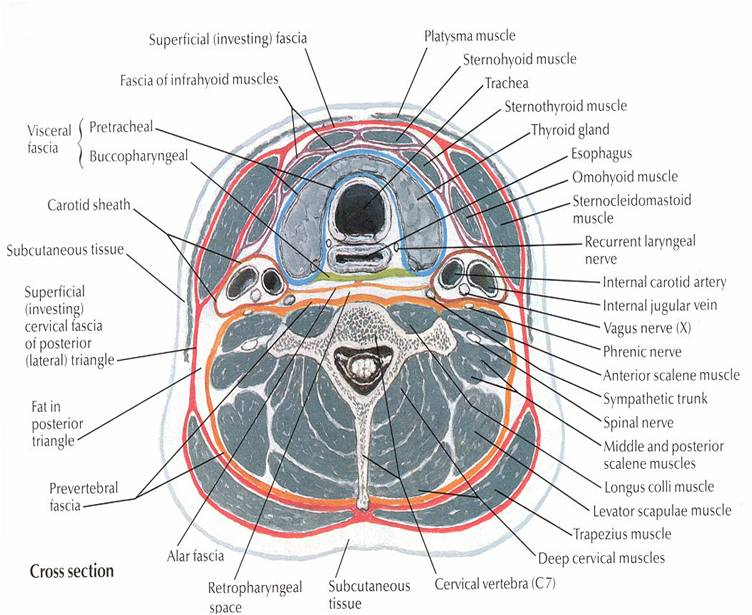 Superficial (investing) fascia
Fascia of infrahyoid muscles
Visceral
fascia
Pretracheal
Buccopharyngeal
Carotid sheath
Subcutaneous tissue
Superficial
(investing)
cervical fascia
of posterior
(lateral) triangle
Fat in
posterior
triangle
Prevertebral
fascia
Alar fascia
Cross section
Retropharyngeal
space
Subcutaneous
tissue
Cervical vertebra (C7)
Platysma muscle
Sternohyoid muscle
Trachea
Sternothyroid muscle
Thyroid gland
Esophagus
Omohyoid muscle
Sternocleidomastoid
muscle
Recurrent laryngeal
nerve
Internal carotid artery
Internal jugular vein
Vagus nerve (X)
Phrenic nerve
Anterior scalene muscle
Sympathetic trunk
Spinal nerve
Middle and posterior
scalene muscles
Longus colli muscle
Levator scapulae muscle
Trapezius muscle
Deep cervical muscles